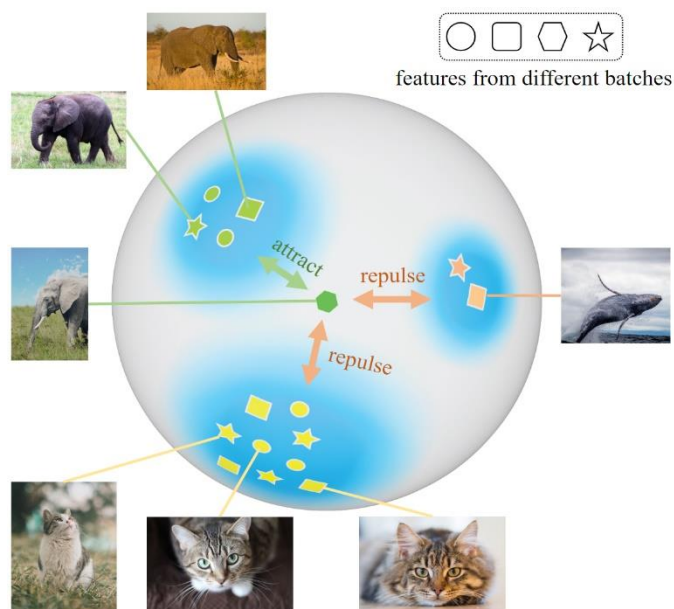 features from different batches
attract
repulse
repulse